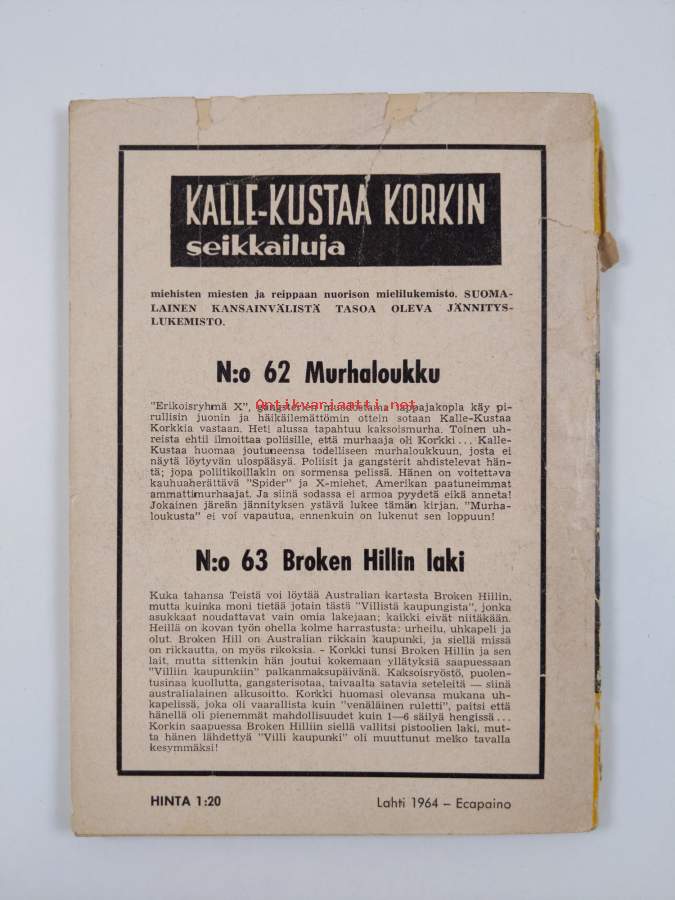 KALLE-KUSTAA KORKIN
seikkailuja
miehisten miesten ja reippaan nuorison mielilukemisto. SUOMA-
LAINEN KANSAINVÄLISTÄ TASOA OLEVA JÄNNITYS-
LUKEMISTO.
N:o 62 Murhaloukku
Antikvariaatti.net
"Erikoisryhmä X", gangsterien muodostama tappajakopla käy pi-
rullisin juonin ja häikäilemättömin ottein sotaan Kalle-Kustaa
Korkkia vastaan. Heti alussa tapahtuu kaksoismurha. Toinen uh-
reista ehtii ilmoittaa poliisille, että murhaaja oli Korkki... Kalle-
Kustaa huomaa joutuneensa todelliseen murhaloukkuun, josta ei
näytä löytyvän ulospääsyä. Poliisit ja gangsterit ahdistelevat hän-
tä; jopa poliitikoillakin on sormensa pelissä. Hänen on voitettava
kauhuaherättävä "Spider" ja X-miehet, Amerikan paatuneimmat
ammattimurhaajat. Ja siinä sodassa ei armoa pyydetä eikä anneta!
Jokainen järeän jännityksen ystävä lukee tämän kirjan. "Murha-
loukusta" ei voi vapautua, ennenkuin on lukenut sen loppuun!
N:o 63 Broken Hillin laki
Kuka tahansa Teistä voi löytää Australian kartasta Broken Hillin,
mutta kuinka moni tietää jotain tästä "Villistä kaupungista", jonka
asukkaat noudattavat vain omia lakejaan; kaikki eivät niitäkään.
Heillä on kovan työn ohella kolme harrastusta: urheilu, uhkapeli ja
olut. Broken Hill on Australian rikkain kaupunki, ja siellä missä
on rikkautta, on myös rikoksia. - Korkki tunsi Broken Hillin ja sen
lait, mutta sittenkin hän joutui kokemaan yllätyksiä saapuessaan
"Villiin kaupunkiin" palkanmaksupäivänä. Kaksoisryöstö, puolen-
tusinaa kuollutta, gangsterisotaa, taivaalta satavia seteleitä — siinä
australialainen alkusoitto. Korkki huomasi olevansa mukana uh-
kapelissä, joka oli vaarallista kuin "venäläinen ruletti", paitsi että
hänellä oli pienemmät mahdollisuudet kuin 1—6 säilyä hengissä...
Korkin saapuessa Broken Hilliin siellä vallitsi pistoolien laki, mut-
ta hänen lähdettyä "Villi kaupunki" oli muuttunut melko tavalla
kesymmäksi!
HINTA 1:20
Lahti 1964 – Ecapaino